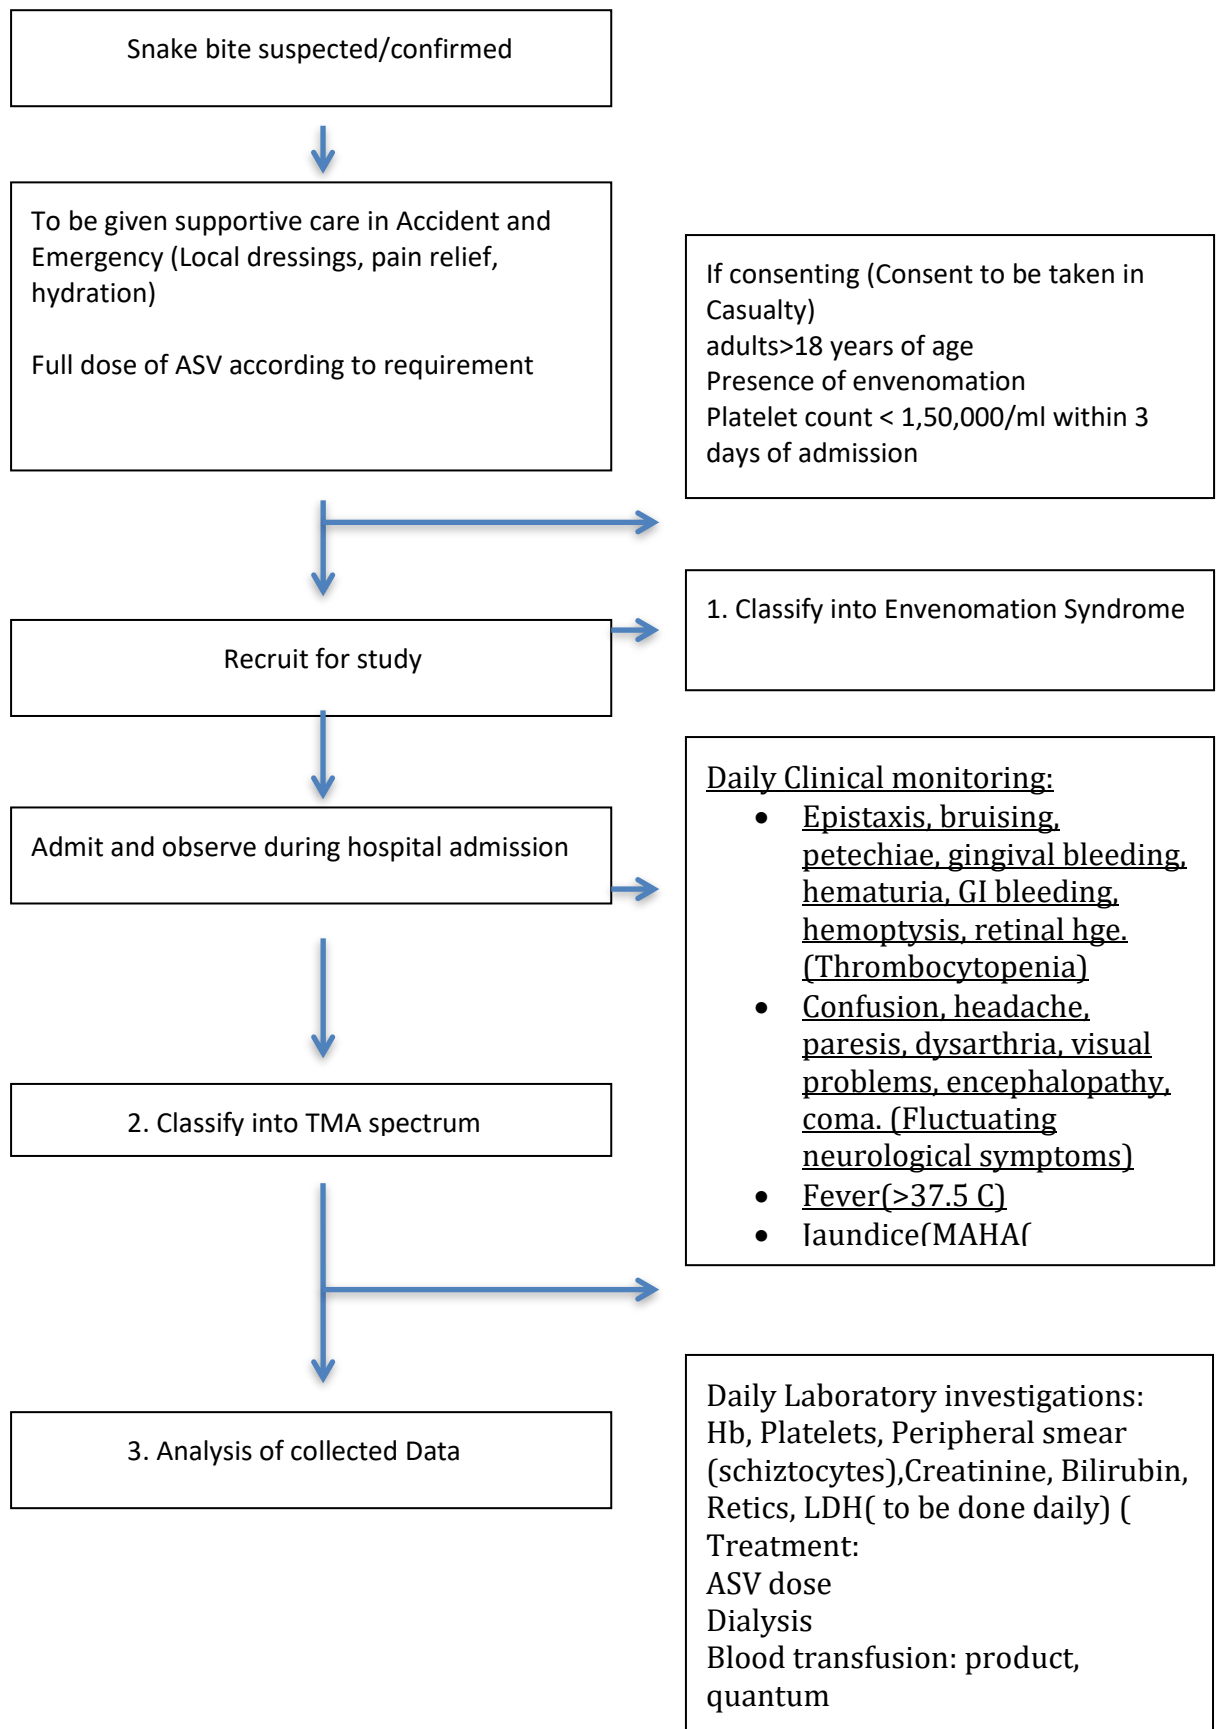 Snake bite suspected/confirmed
To be given supportive care in Accident and
Emergency (Local dressings, pain relief,
hydration)
Full dose of ASV according to requirement
If consenting (Consent to be taken in
Casualty)
adults>18 years of age
Presence of envenomation
Platelet count < 1,50,000/ml within 3
days of admission
Recruit for study
1. Classify into Envenomation Syndrome
Admit and observe during hospital admission
Daily Clinical monitoring:
• Epistaxis, bruising,
petechiae, gingival bleeding,
hematuria, GI bleeding,
hemoptysis, retinal hge.
(Thrombocytopenia)
• Confusion, headache,
paresis, dysarthria, visual
problems, encephalopathy,
coma. (Fluctuating
neurological symptoms)
• Fever(>37.5 C)
• Jaundice(MAHA(
2. Classify into TMA spectrum
3. Analysis of collected Data
Daily Laboratory investigations:
Hb, Platelets, Peripheral smear
(schiztocytes),Creatinine, Bilirubin,
Retics, LDH( to be done daily) (
Treatment:
ASV dose
Dialysis
Blood transfusion: product,
quantum